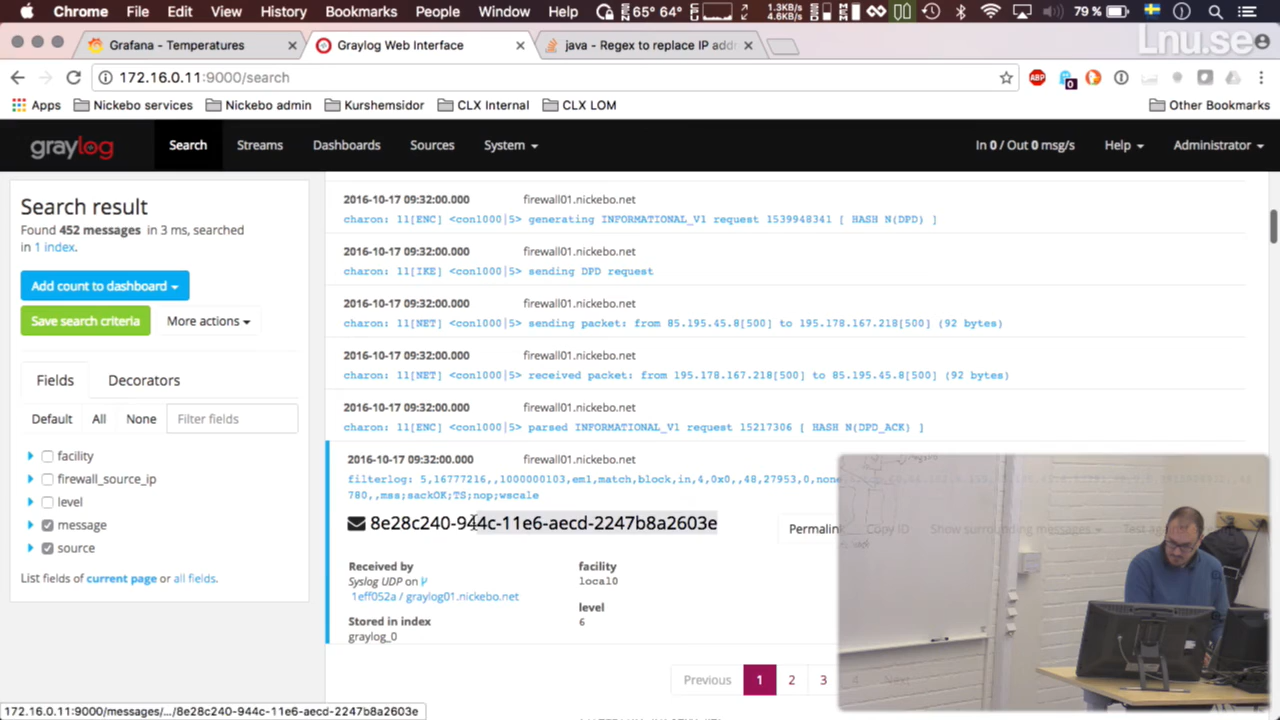 Chrome File Edit View History Bookmarks People Window Help 65° 64° 1.3KB/s 4.6KB/s 79 %
Grafana - Temperatures
Graylog Web Interface
java - Regex to replace IP add
Lnu.se
172.16.0.11:9000/search
ABP
0
Apps Nickebo services Nickebo admin Kurshemsidor CLX Internal CLX LOM Other Bookmarks
graylog Search Streams Dashboards Sources System In 0 / Out 0 msg/s Help Administrator
Search result
Found 452 messages in 3 ms, searched
in 1 index.
Add count to dashboard
Save search criteria More actions
Fields Decorators
Default All None Filter fields
facility
firewall_source_ip
level
message
source
List fields of current page or all fields.
2016-10-17 09:32:00.000 firewall01.nickebo.net
charon: 11[ENC] <con1000|5> generating INFORMATIONAL_V1 request 1539948341 [ HASH N(DPD) ]
2016-10-17 09:32:00.000 firewall01.nickebo.net
charon: 11[IKE] <con1000|5> sending DPD request
2016-10-17 09:32:00.000 firewall01.nickebo.net
charon: 11[NET] <con1000|5> sending packet: from 85.195.45.8[500] to 195.178.167.218[500] (92 bytes)
2016-10-17 09:32:00.000 firewall01.nickebo.net
charon: 11[NET] <con1000|5> received packet: from 195.178.167.218[500] to 85.195.45.8[500] (92 bytes)
2016-10-17 09:32:00.000 firewall01.nickebo.net
charon: 11[ENC] <con1000|5> parsed INFORMATIONAL_V1 request 15217306 [ HASH N(DPD_ACK) ]
2016-10-17 09:32:00.000 firewall01.nickebo.net
filterlog: 5,16777216,,1000000103,em1,match,block,in,4,0x0,,48,27953,0,none
780,,mss;sackOK;TS;nop;wscale
8e28c240-944c-11e6-aecd-2247b8a2603e
Permalink Copy ID Show surrounding messages Test against
Received by
Syslog UDP on
1eff052a / graylog01.nickebo.net
Stored in index
graylog_0
facility
local0
level
6
Previous 1 2 3 4 Next
172.16.0.11:9000/messages/.../8e28c240-944c-11e6-aecd-2247b8a2603e